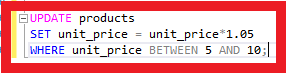 UPDATE products
SET unit_price = unit_price*1.05
WHERE unit_price BETWEEN 5 AND 10;